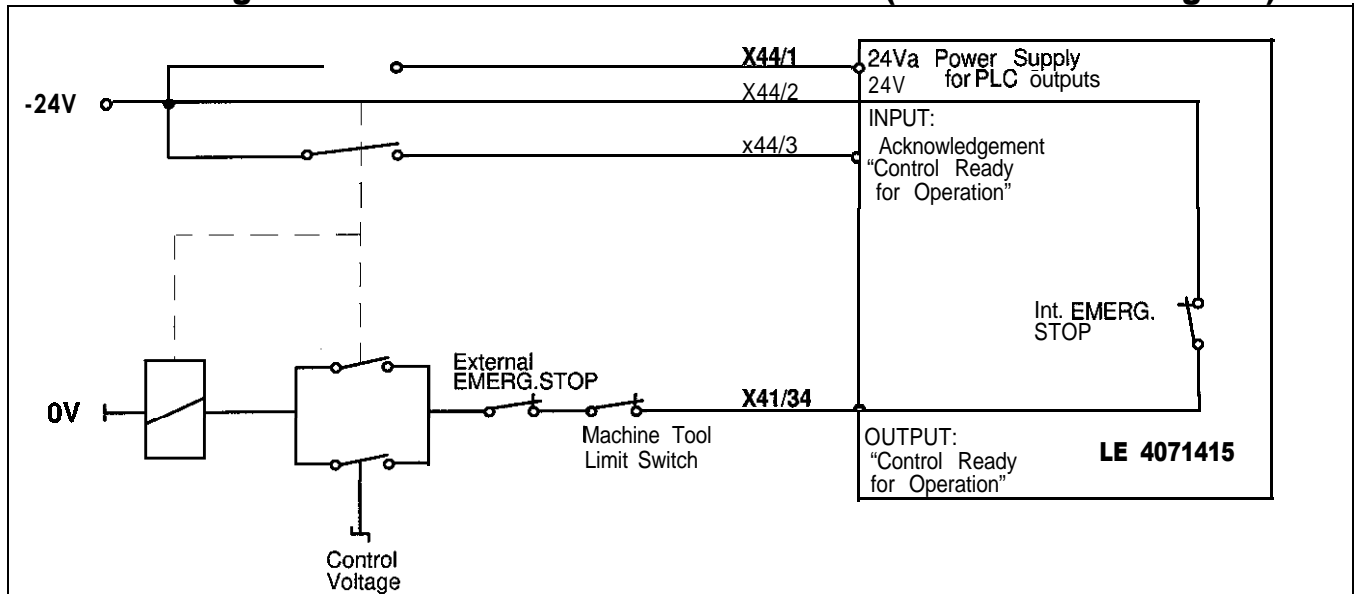 X44/1
24Va Power Supply
for PLC outputs
-24V
X44/2
24V
INPUT:
x44/3
Acknowledgement
“Control Ready
for Operation”
Int. EMERG.
STOP
External
EMERG.STOP
0V
X41/34
Machine Tool
Limit Switch
OUTPUT:
“Control Ready
for Operation”
LE 4071415
Control
Voltage